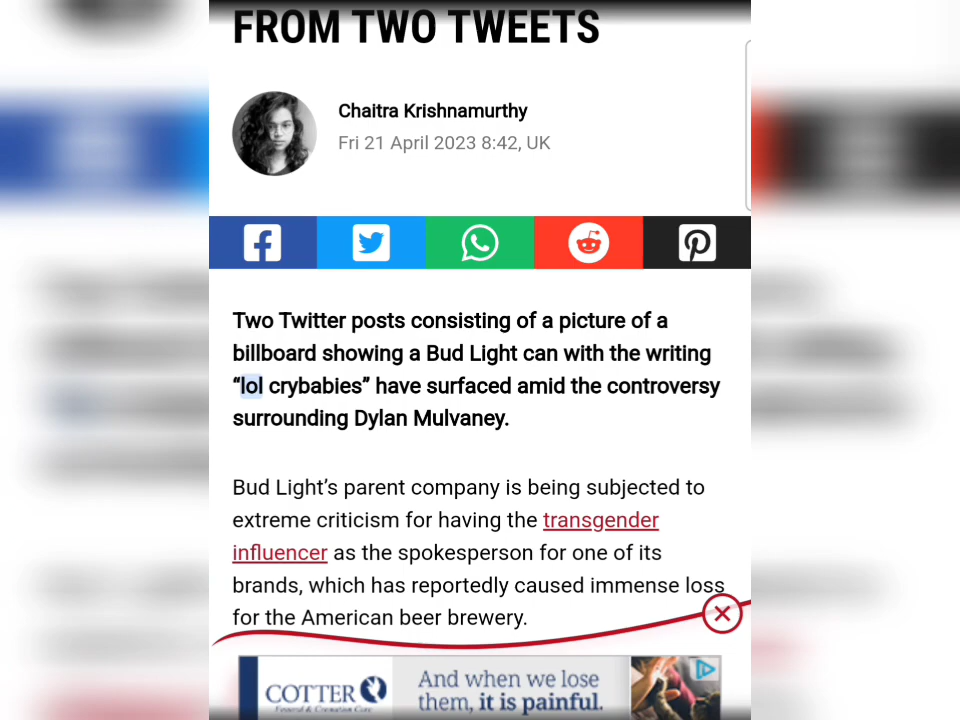 FROM TWO TWEETS
Chaitra Krishnamurthy
Fri 21 April 2023 8:42, UK
Two Twitter posts consisting of a picture of a
billboard showing a Bud Light can with the writing
“lol crybabies” have surfaced amid the controversy
surrounding Dylan Mulvaney.
Bud Light’s parent company is being subjected to
extreme criticism for having the transgender
influencer as the spokesperson for one of its
brands, which has reportedly caused immense loss
for the American beer brewery.
COTTER
Funeral & Cremation Care
And when we lose
them, it is painful.